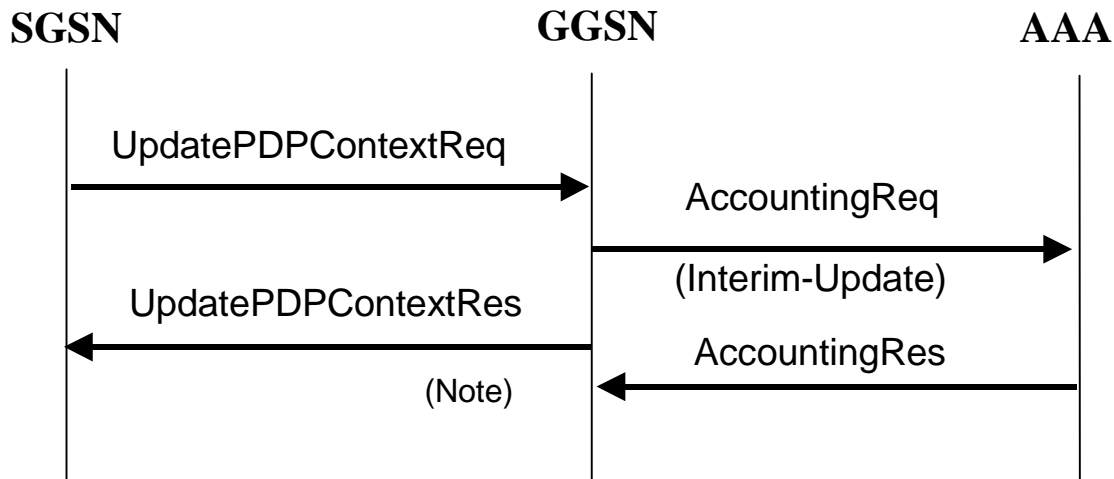 SGSN GGSN AAA
UpdatePDPContextReq
AccountingReq
(Interim-Update)
UpdatePDPContextRes
AccountingRes
(Note)